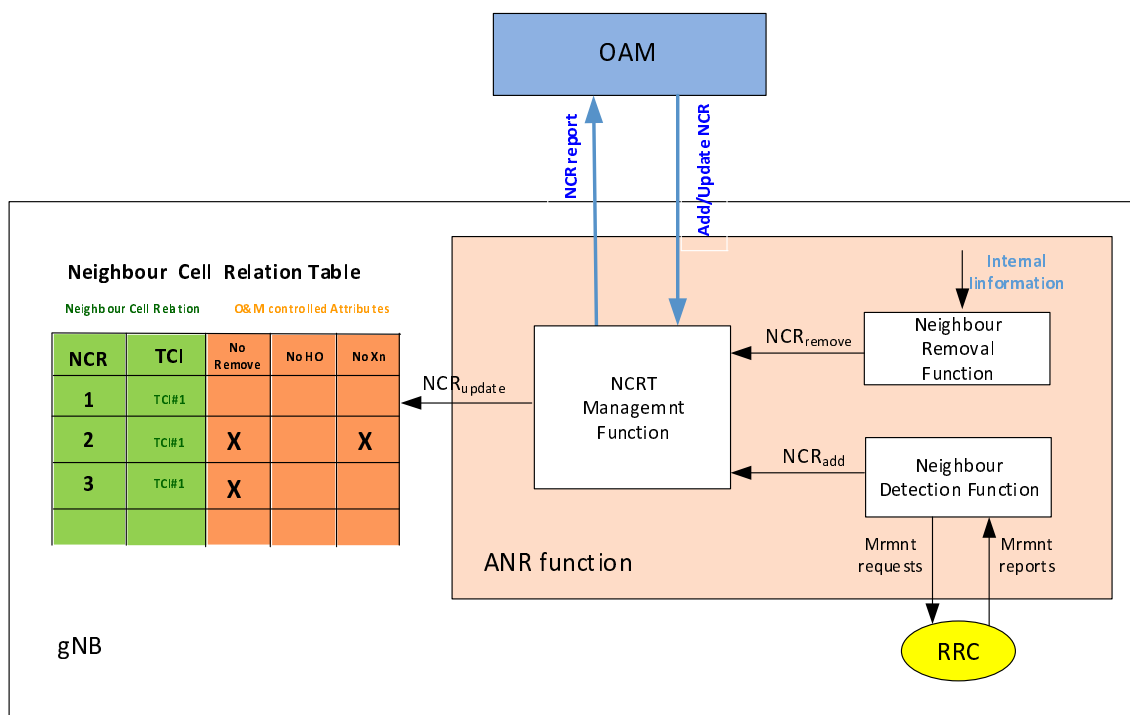 OAM
NCR report
Add/Update NCR
Neighbour Cell Relation Table
Neighbour Cell Relation
O&M controlled Attributes
NCR
TCI
No
Remove
No HO
No Xn
1
TCI#1
2
TCI#1
X
X
3
TCI#1
X
NCRupdate
NCRT
Managemnt
Function
NCRremove
NCRadd
Internal
Iinformation
Neighbour
Removal
Function
Neighbour
Detection Function
Mrmnt
requests
Mrmnt
reports
ANR function
RRC
gNB